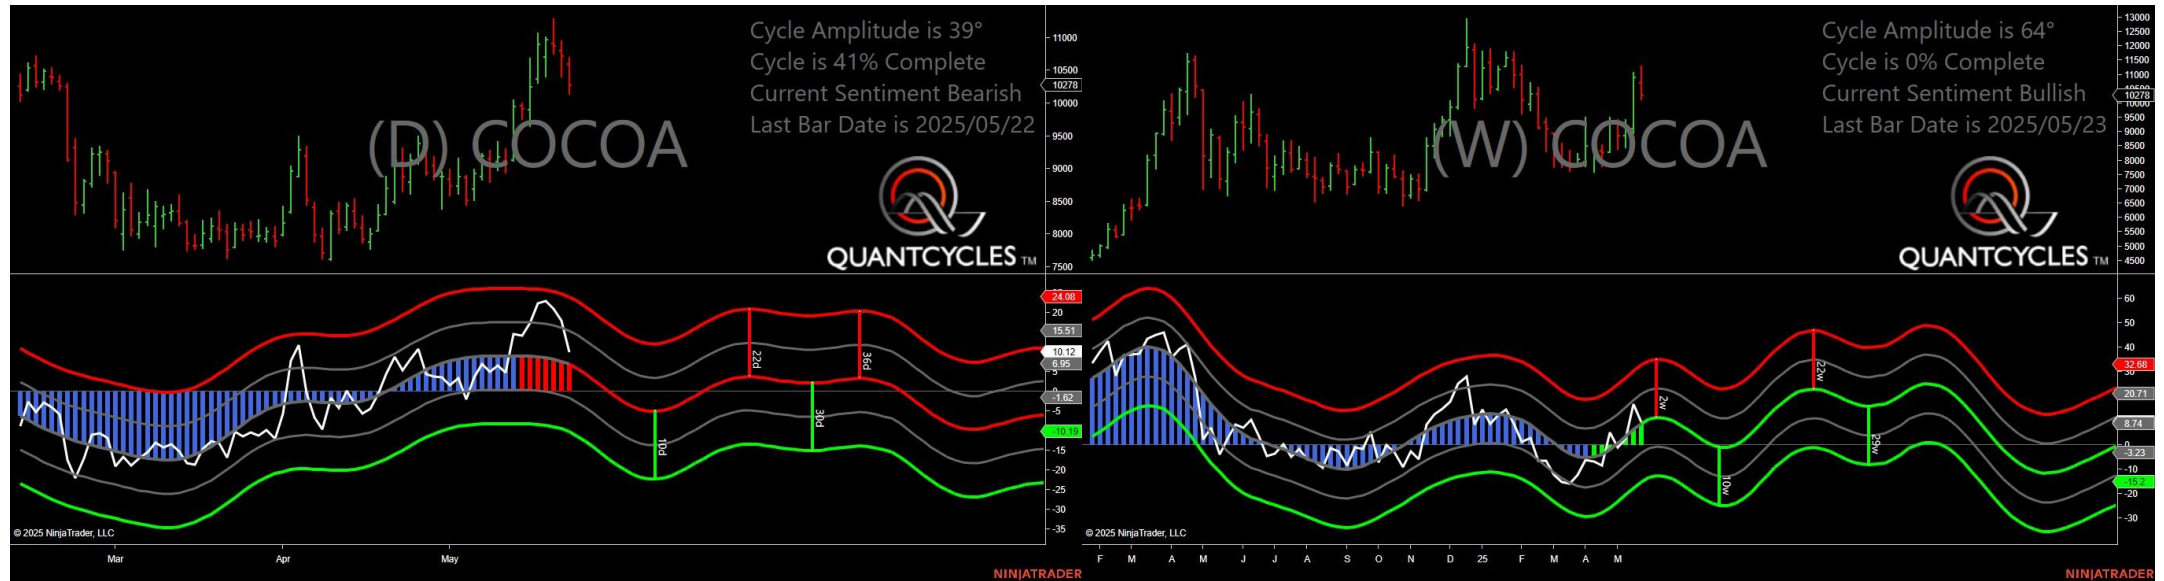 Cycle Amplitude is 39°
Cycle is 41% Complete
Current Sentiment Bearish
Last Bar Date is 2025/05/22
(D) COCOA
QUANTCYCLES TM
11000
10500
10278
10000
9500
9000
8500
8000
7500
24.08
20
15.51
10.12
6.95
5
0
-1.62
-5
-10.19
-15
-20
-25
-30
-35
10d
22d
30d
36d
© 2025 NinjaTrader, LLC
Mar Apr May
NINJATRADER
Cycle Amplitude is 64°
Cycle is 0% Complete
Current Sentiment Bullish
Last Bar Date is 2025/05/23
(W) COCOA
QUANTCYCLES TM
13000
12500
12000
11500
11000
10278
10000
9500
9000
8500
8000
7500
7000
6500
6000
5500
5000
4500
60
50
40
32.68
30
20.71
8.74
0
-3.23
-10
-15.2
-20
-30
2w
10w
22w
29w
© 2025 NinjaTrader, LLC
F M A M J J A S O N D 25 F M A M
NINJATRADER